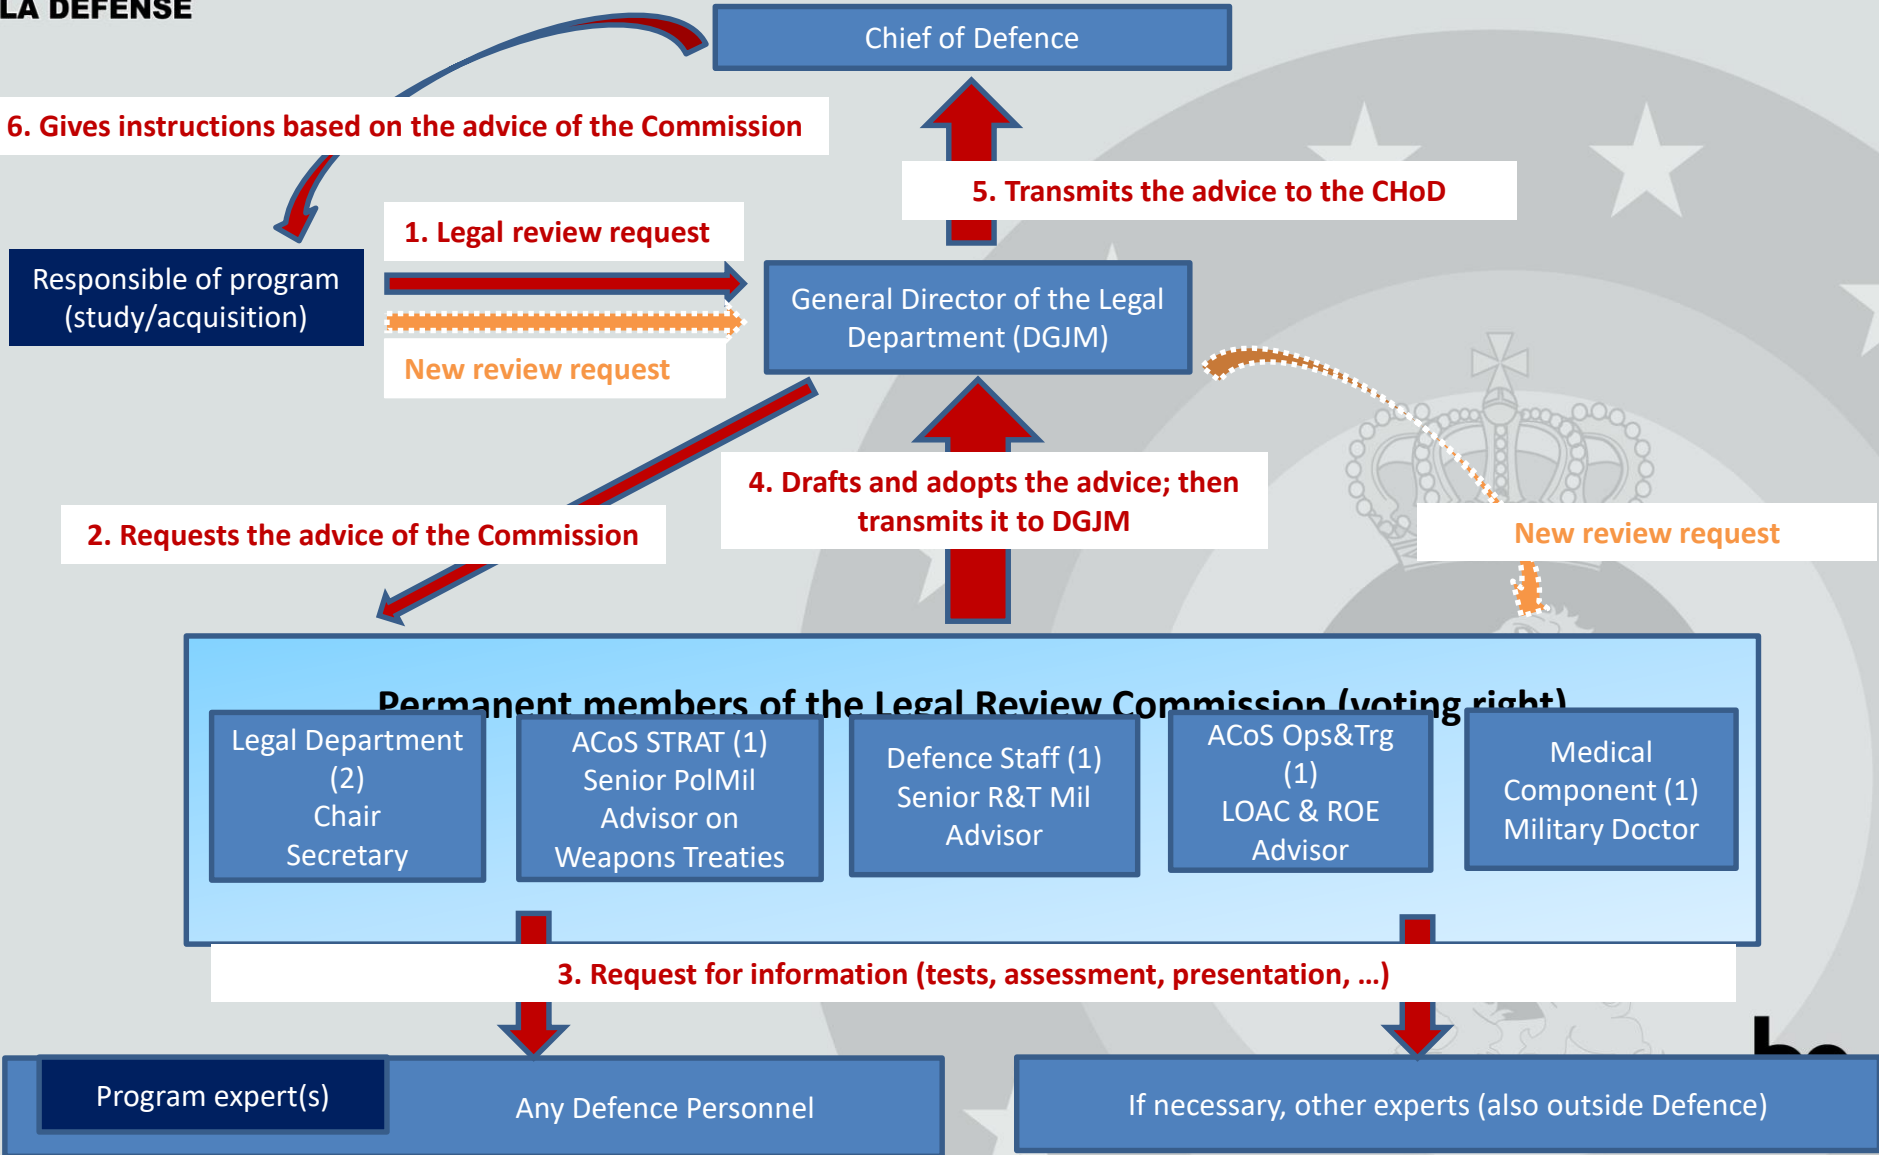 LA DEFENSE
Chief of Defence
6. Gives instructions based on the advice of the Commission
5. Transmits the advice to the CHoD
1. Legal review request
Responsible of program
(study/acquisition)
General Director of the Legal
Department (DGJM)
New review request
4. Drafts and adopts the advice; then
transmits it to DGJM
2. Requests the advice of the Commission
New review request
Permanent members of the Legal Review Commission (voting right)
Legal Department
(2)
Chair
Secretary
ACoS STRAT (1)
Senior PolMil
Advisor on
Weapons Treaties
Defence Staff (1)
Senior R&T Mil
Advisor
ACoS Ops&Trg
(1)
LOAC & ROE
Advisor
Medical
Component (1)
Military Doctor
3. Request for information (tests, assessment, presentation, …)
Program expert(s)
Any Defence Personnel
If necessary, other experts (also outside Defence)